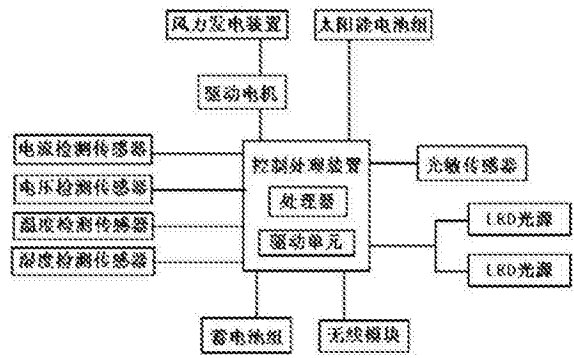 风力发电装置
太阳能电池组
驱动电机
电流检测传感器
电压检测传感器
温度检测传感器
湿度检测传感器
控制处理装置
处理器
驱动单元
光敏传感器
LED光源
LED光源
蓄电池组
无线模块